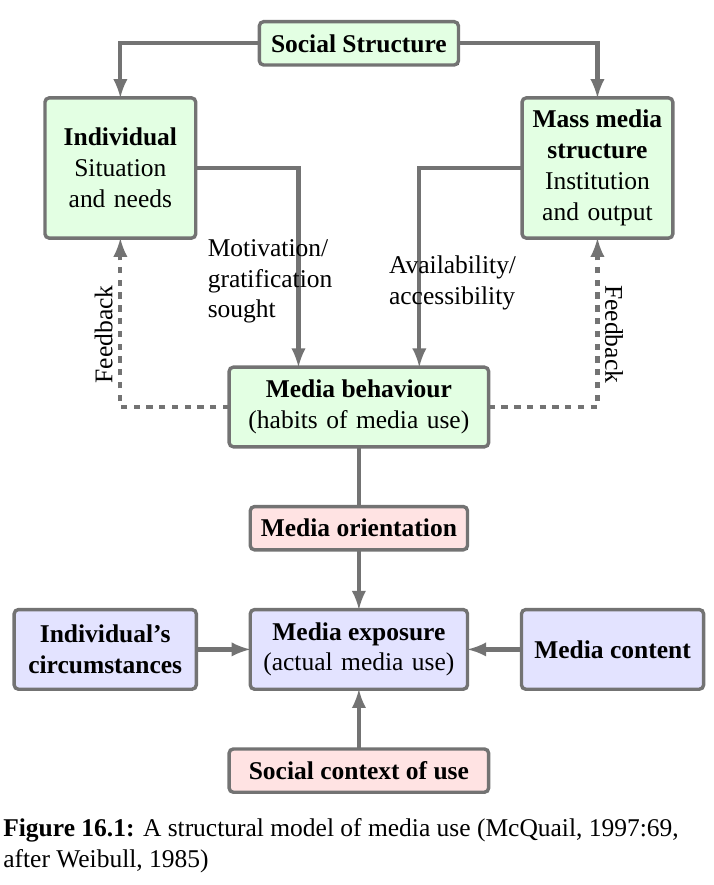 Social Structure
Individual
Situation
and needs
Mass media
structure
Institution
and output
Motivation/
gratification
sought
Availability/
accessibility
Feedback
Feedback
Media behaviour
(habits of media use)
Media orientation
Individual’s
circumstances
Media exposure
(actual media use)
Media content
Social context of use
Figure 16.1: A structural model of media use (McQuail, 1997:69,
after Weibull, 1985)